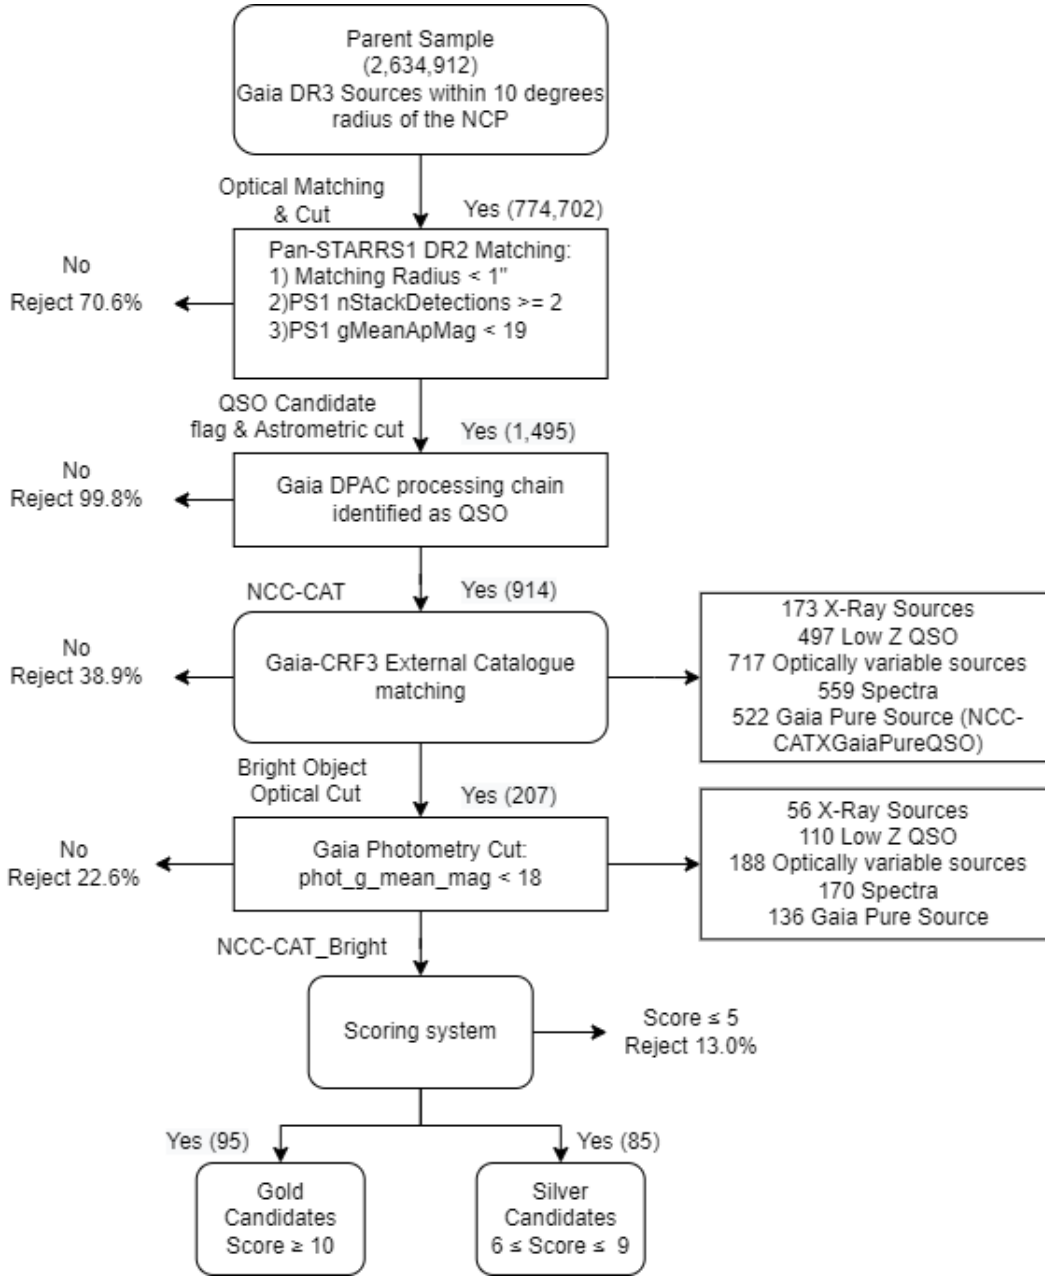 Parent Sample
(2,634,912)
Gaia DR3 Sources within 10 degrees
radius of the NCP
Optical Matching
& Cut
Yes (774,702)
Pan-STARRS1 DR2 Matching:
1) Matching Radius < 1"
2)PS1 nStackDetections >= 2
3)PS1 gMeanApMag < 19
No
Reject 70.6%
QSO Candidate
flag & Astrometric cut
Yes (1,495)
Gaia DPAC processing chain
identified as QSO
No
Reject 99.8%
NCC-CAT
Yes (914)
Gaia-CRF3 External Catalogue
matching
No
Reject 38.9%
173 X-Ray Sources
497 Low Z QSO
717 Optically variable sources
559 Spectra
522 Gaia Pure Source (NCC-
CATXGaiaPureQSO)
Bright Object
Optical Cut
Yes (207)
Gaia Photometry Cut:
phot_g_mean_mag < 18
No
Reject 22.6%
56 X-Ray Sources
110 Low Z QSO
188 Optically variable sources
170 Spectra
136 Gaia Pure Source
NCC-CAT_Bright
Scoring system
Score ≤ 5
Reject 13.0%
Yes (95)
Yes (85)
Gold
Candidates
Score ≥ 10
Silver
Candidates
6 ≤ Score ≤ 9